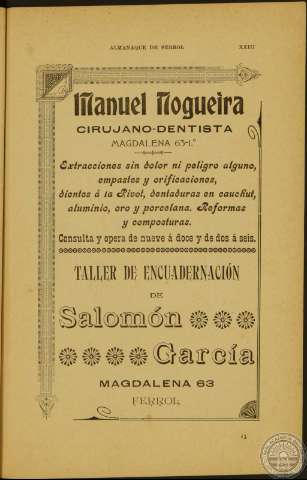 ALMANAQUE DE FERROL XXIII
Manuel Nogueira
CIRUJANO-DENTISTA
MAGDALENA 63-1.º
Extracciones sin dolor ni peligro alguno,
empastes y orificaciones,
dientes á la Pivot, dentaduras en cauchut,
aluminio, oro y porcelana. Reformas
y composturas.
Consulta y opera de nueve á doce y de dos á seis.
TALLER DE ENCUADERNACIÓN
DE
Salomón
García
MAGDALENA 63
FERROL